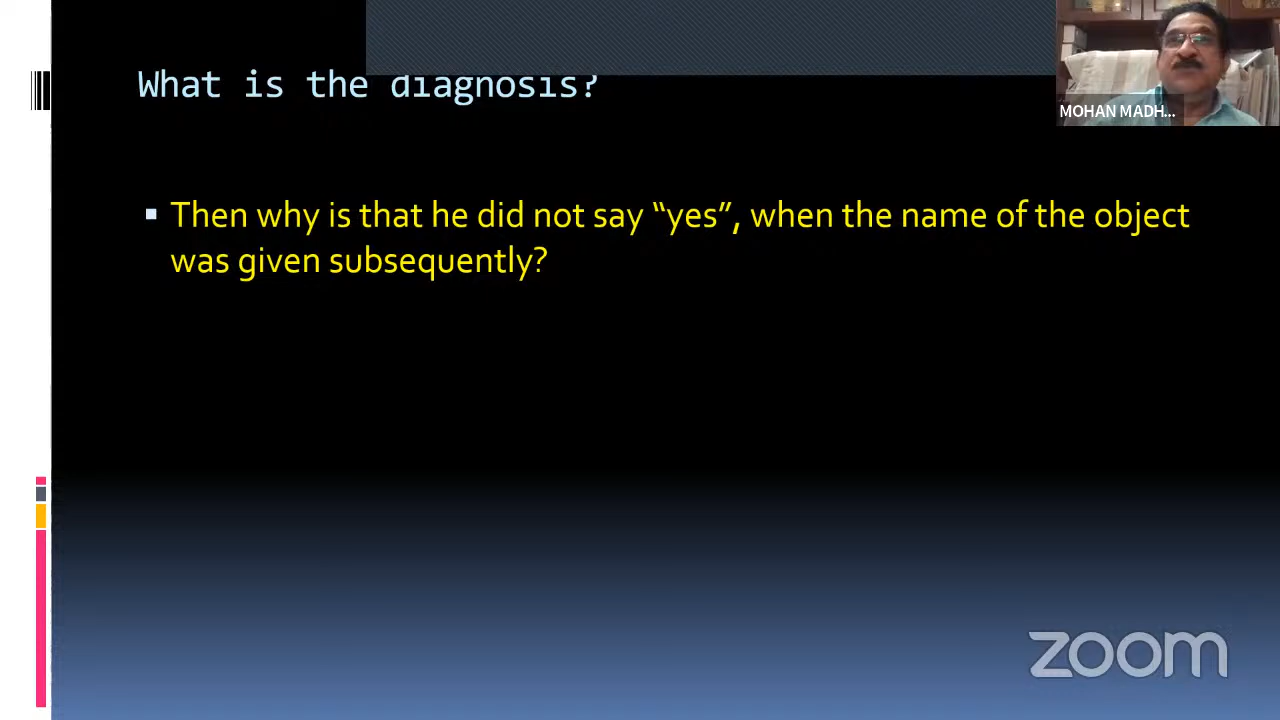 What is the diagnosis?
MOHAN MADH...
Then why is that he did not say “yes”, when the name of the object
was given subsequently?
zoom